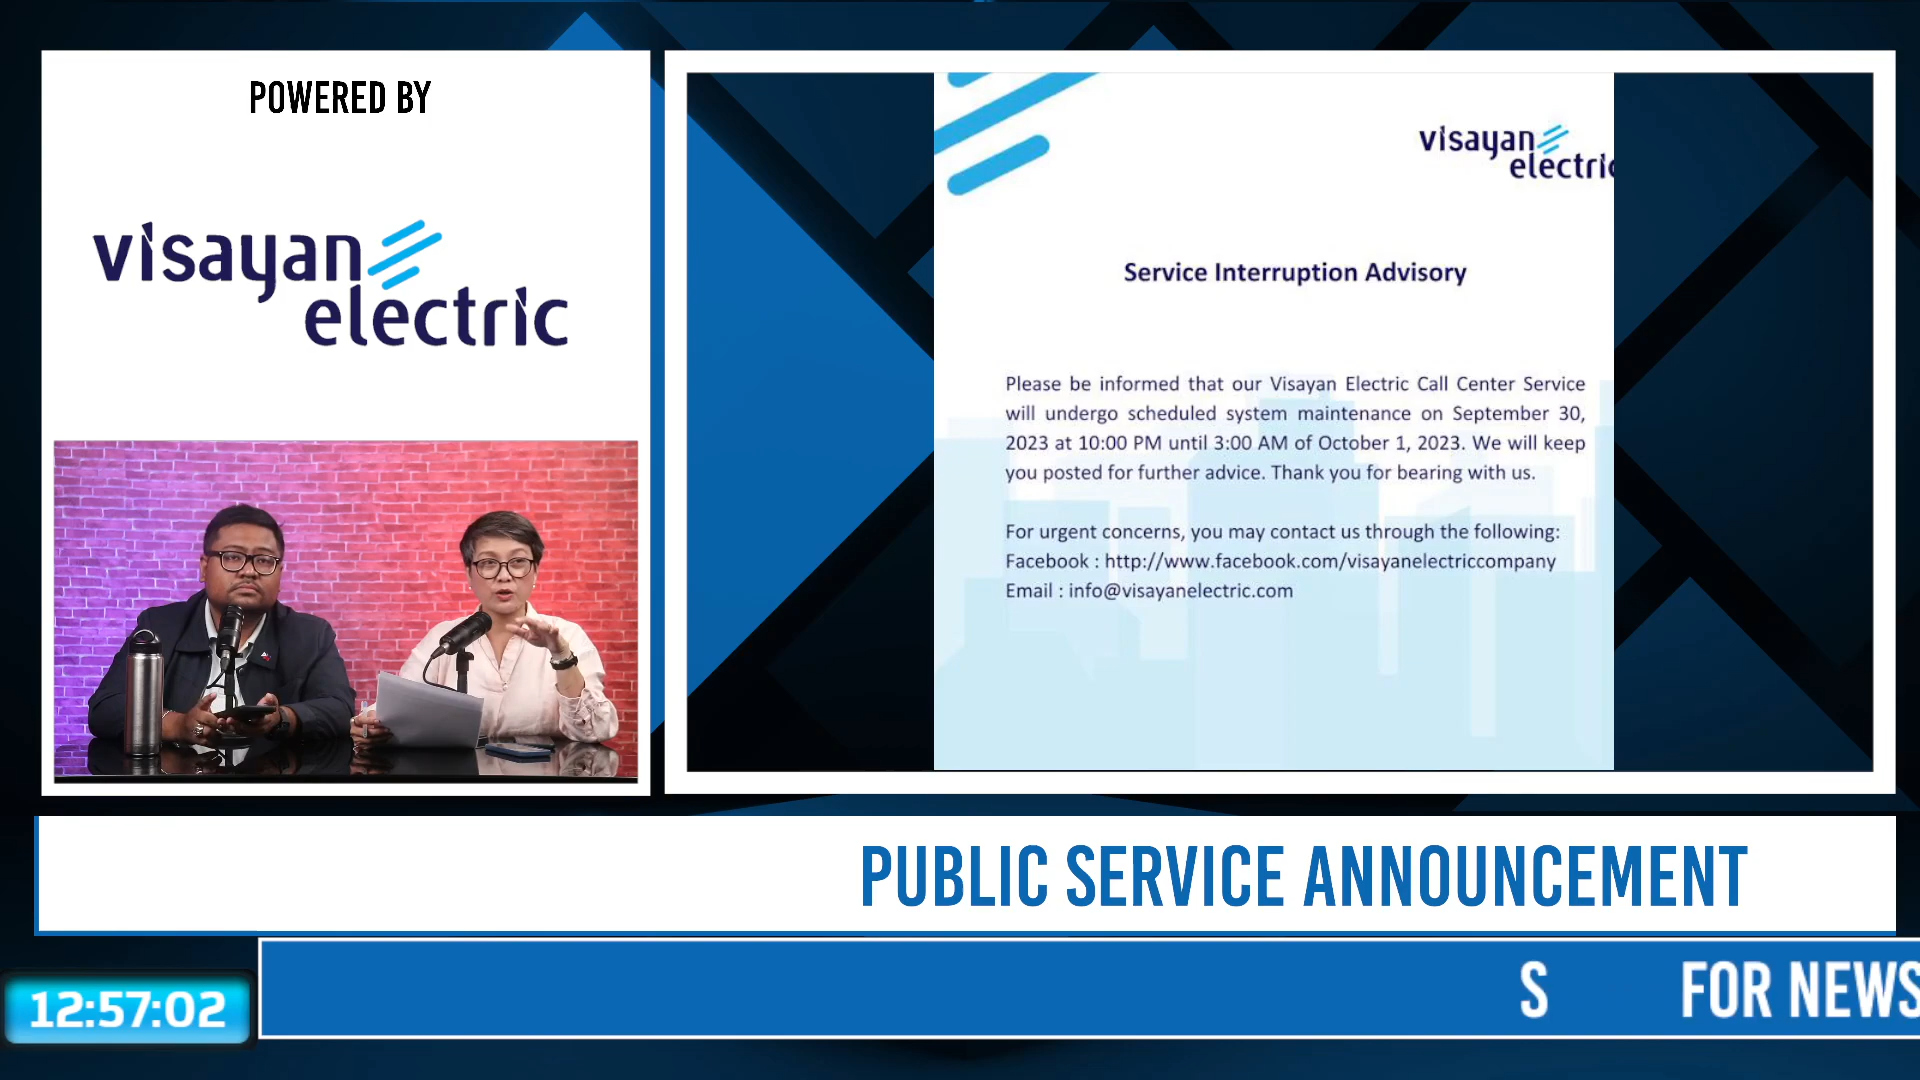 POWERED BY
visayan
electric
visayan
electric
Service Interruption Advisory
Please be informed that our Visayan Electric Call Center Service
will undergo scheduled system maintenance on September 30,
2023 at 10:00 PM until 3:00 AM of October 1, 2023. We will keep
you posted for further advice. Thank you for bearing with us.
For urgent concerns, you may contact us through the following:
Facebook : http://www.facebook.com/visayanelectriccompany
Email : info@visayanelectric.com
PUBLIC SERVICE ANNOUNCEMENT
12:57:02
S FOR NEWS